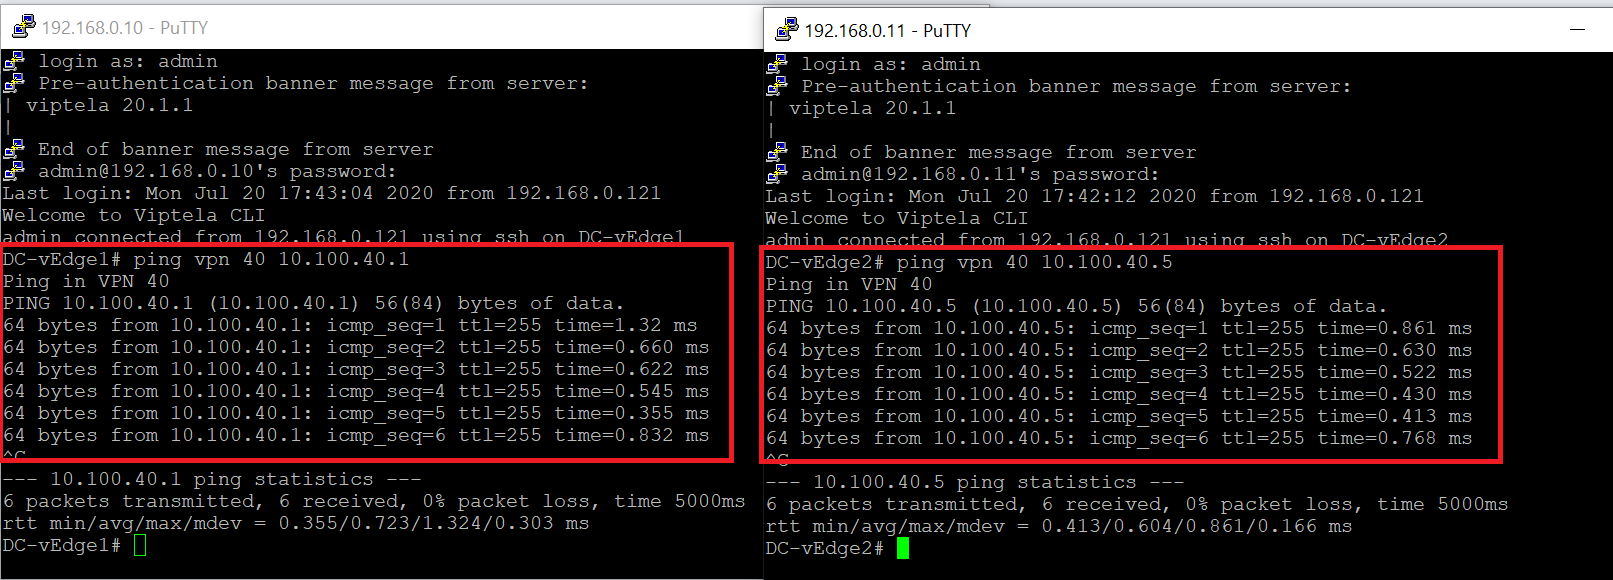 192.168.0.10 - PuTTY
login as: admin
Pre-authentication banner message from server:
| viptela 20.1.1
|
End of banner message from server
admin@192.168.0.10's password:
Last login: Mon Jul 20 17:43:04 2020 from 192.168.0.121
Welcome to Viptela CLI
admin connected from 192.168.0.121 using ssh on DC-vEdge1
DC-vEdge1# ping vpn 40 10.100.40.1
Ping in VPN 40
PING 10.100.40.1 (10.100.40.1) 56(84) bytes of data.
64 bytes from 10.100.40.1: icmp_seq=1 ttl=255 time=1.32 ms
64 bytes from 10.100.40.1: icmp_seq=2 ttl=255 time=0.660 ms
64 bytes from 10.100.40.1: icmp_seq=3 ttl=255 time=0.622 ms
64 bytes from 10.100.40.1: icmp_seq=4 ttl=255 time=0.545 ms
64 bytes from 10.100.40.1: icmp_seq=5 ttl=255 time=0.355 ms
64 bytes from 10.100.40.1: icmp_seq=6 ttl=255 time=0.832 ms
^C
--- 10.100.40.1 ping statistics ---
6 packets transmitted, 6 received, 0% packet loss, time 5000ms
rtt min/avg/max/mdev = 0.355/0.723/1.324/0.303 ms
DC-vEdge1#
192.168.0.11 - PuTTY
login as: admin
Pre-authentication banner message from server:
| viptela 20.1.1
|
End of banner message from server
admin@192.168.0.11's password:
Last login: Mon Jul 20 17:42:12 2020 from 192.168.0.121
Welcome to Viptela CLI
admin connected from 192.168.0.121 using ssh on DC-vEdge2
DC-vEdge2# ping vpn 40 10.100.40.5
Ping in VPN 40
PING 10.100.40.5 (10.100.40.5) 56(84) bytes of data.
64 bytes from 10.100.40.5: icmp_seq=1 ttl=255 time=0.861 ms
64 bytes from 10.100.40.5: icmp_seq=2 ttl=255 time=0.630 ms
64 bytes from 10.100.40.5: icmp_seq=3 ttl=255 time=0.522 ms
64 bytes from 10.100.40.5: icmp_seq=4 ttl=255 time=0.430 ms
64 bytes from 10.100.40.5: icmp_seq=5 ttl=255 time=0.413 ms
64 bytes from 10.100.40.5: icmp_seq=6 ttl=255 time=0.768 ms
^C
--- 10.100.40.5 ping statistics ---
6 packets transmitted, 6 received, 0% packet loss, time 5000ms
rtt min/avg/max/mdev = 0.413/0.604/0.861/0.166 ms
DC-vEdge2#